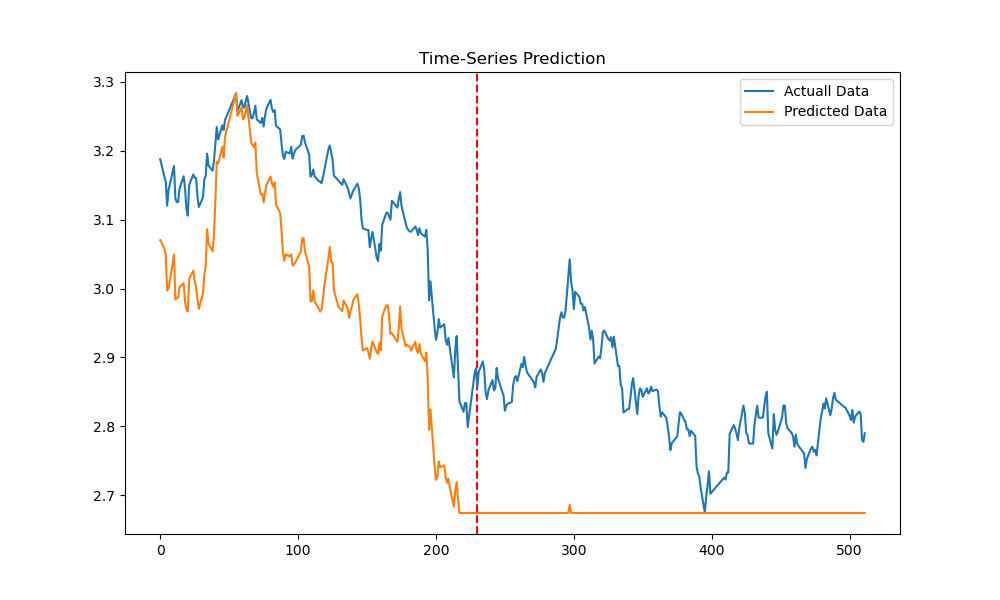 Time-Series Prediction
Actuall Data
Predicted Data
3.3
3.2
3.1
3.0
2.9
2.8
2.7
0 100 200 300 400 500